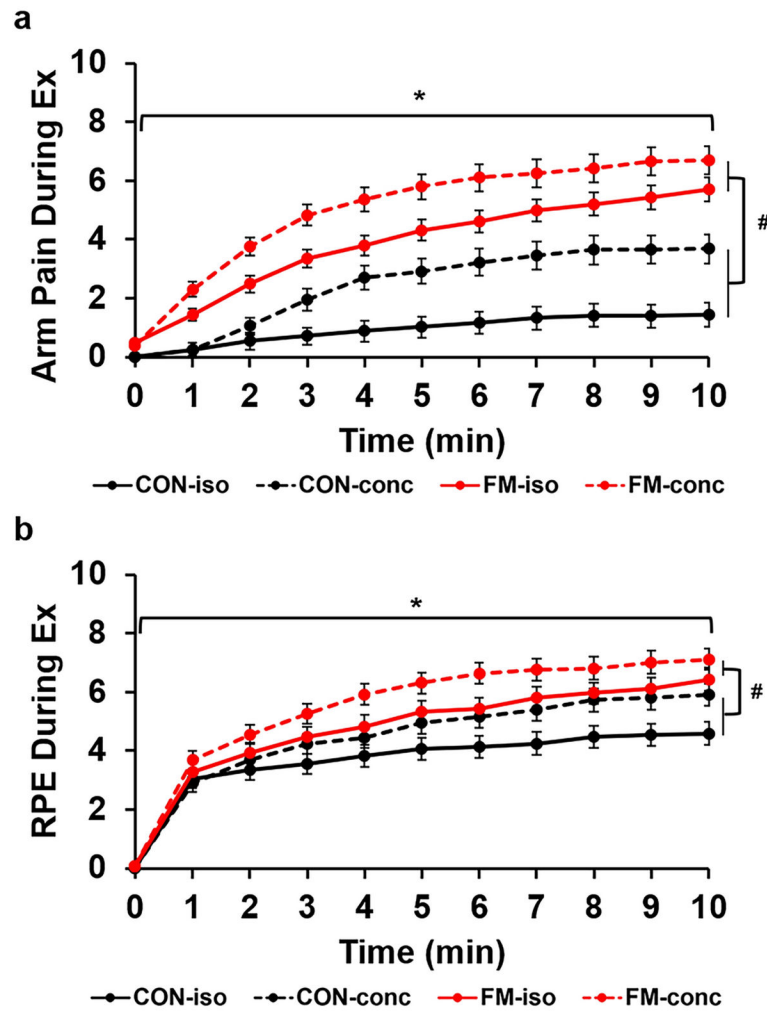 a
Arm Pain During Ex
10
8
6
4
2
0
*
#
0 1 2 3 4 5 6 7 8 9 10
Time (min)
CON-iso CON-conc FM-iso FM-conc
b
RPE During Ex
10
8
6
4
2
0
*
#
0 1 2 3 4 5 6 7 8 9 10
Time (min)
CON-iso CON-conc FM-iso FM-conc